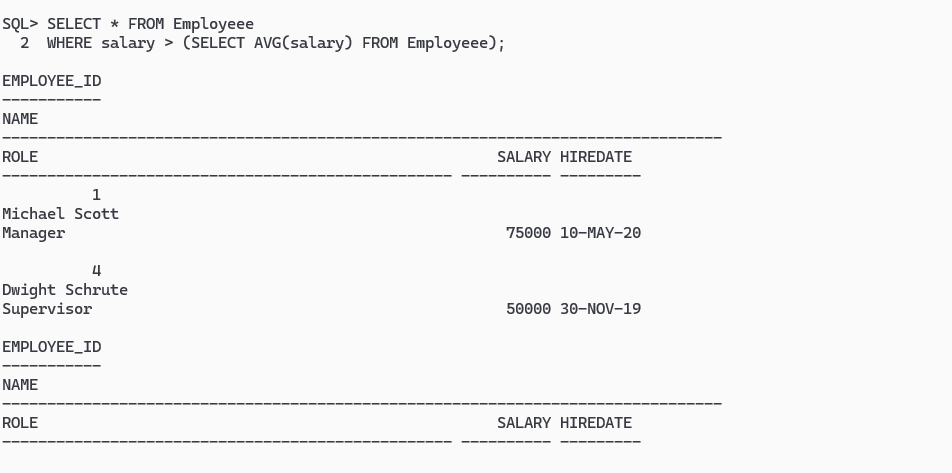 SQL> SELECT * FROM Employeee
  2  WHERE salary > (SELECT AVG(salary) FROM Employeee);

EMPLOYEE_ID
-----------
NAME
--------------------------------------------------------------------------------
ROLE                                                   SALARY HIREDATE
-------------------------------------------------- ---------- ---------
          1
Michael Scott
Manager                                                 75000 10-MAY-20

          4
Dwight Schrute
Supervisor                                              50000 30-NOV-19

EMPLOYEE_ID
-----------
NAME
--------------------------------------------------------------------------------
ROLE                                                   SALARY HIREDATE
-------------------------------------------------- ---------- ---------